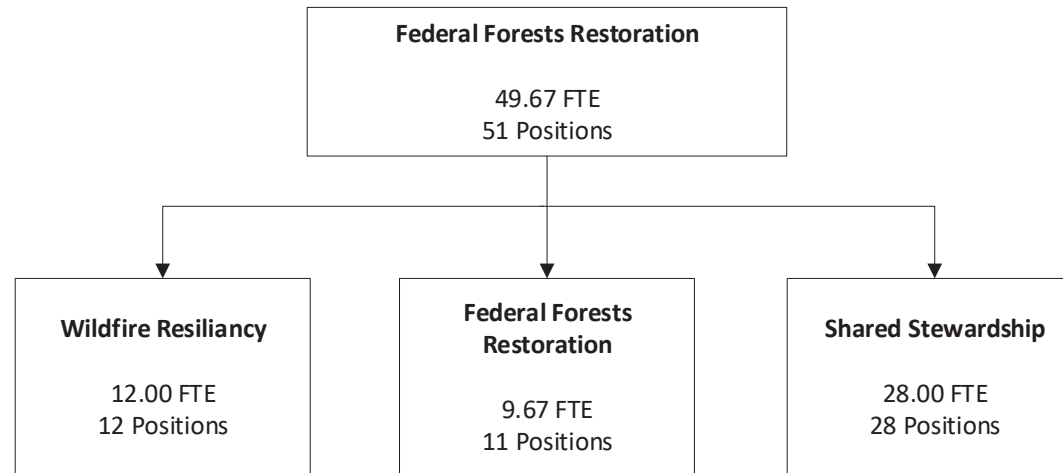 Federal Forests Restoration
49.67 FTE
51 Positions
Wildfire Resiliancy
12.00 FTE
12 Positions
Federal Forests
Restoration
9.67 FTE
11 Positions
Shared Stewardship
28.00 FTE
28 Positions